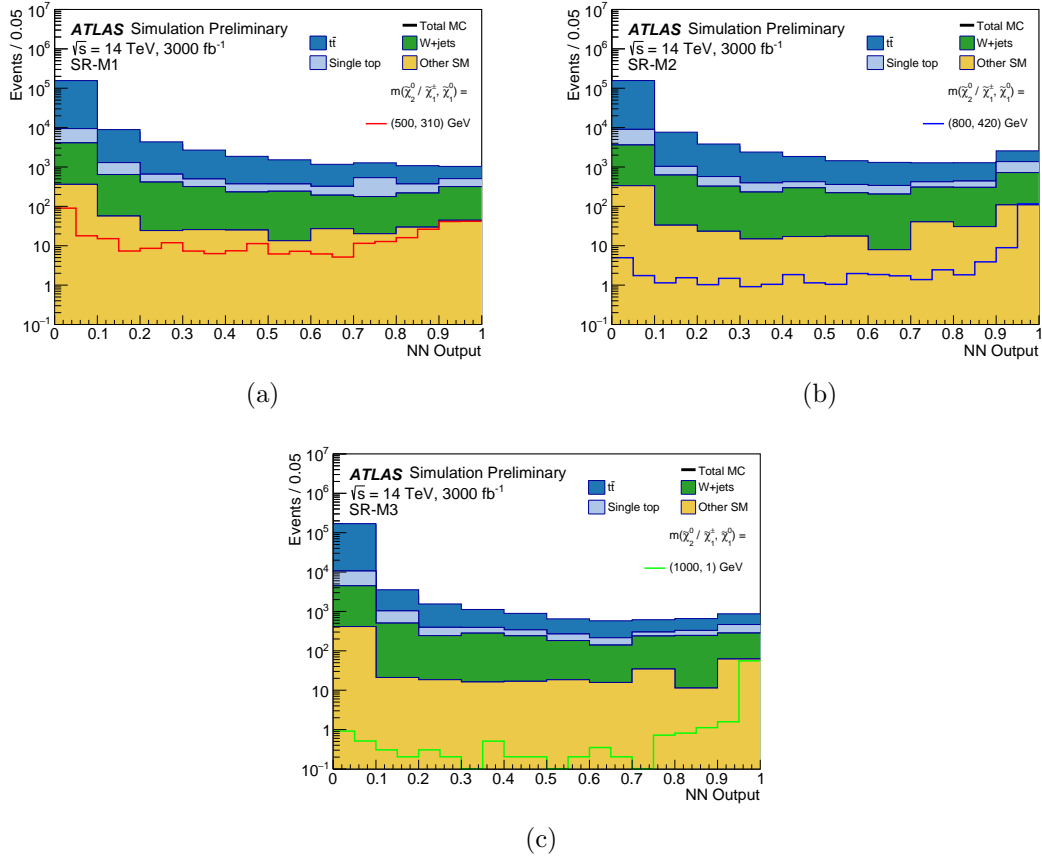 Events / 0.05
10⁷
10⁶
10⁵
10⁴
10³
10²
10
1
10⁻¹
ATLAS Simulation Preliminary
√s = 14 TeV, 3000 fb⁻¹
SR-M1
Total MC
tt̄
W+jets
Single top
Other SM
m(χ̃⁰₂ / χ̃±₁, χ̃⁰₁) =
(500, 310) GeV
0 0.1 0.2 0.3 0.4 0.5 0.6 0.7 0.8 0.9 1
NN Output
(a)
Events / 0.05
10⁷
10⁶
10⁵
10⁴
10³
10²
10
1
10⁻¹
ATLAS Simulation Preliminary
√s = 14 TeV, 3000 fb⁻¹
SR-M2
Total MC
tt̄
W+jets
Single top
Other SM
m(χ̃⁰₂ / χ̃±₁, χ̃⁰₁) =
(800, 420) GeV
0 0.1 0.2 0.3 0.4 0.5 0.6 0.7 0.8 0.9 1
NN Output
(b)
Events / 0.05
10⁷
10⁶
10⁵
10⁴
10³
10²
10
1
10⁻¹
ATLAS Simulation Preliminary
√s = 14 TeV, 3000 fb⁻¹
SR-M3
Total MC
tt̄
W+jets
Single top
Other SM
m(χ̃⁰₂ / χ̃±₁, χ̃⁰₁) =
(1000, 1) GeV
0 0.1 0.2 0.3 0.4 0.5 0.6 0.7 0.8 0.9 1
NN Output
(c)